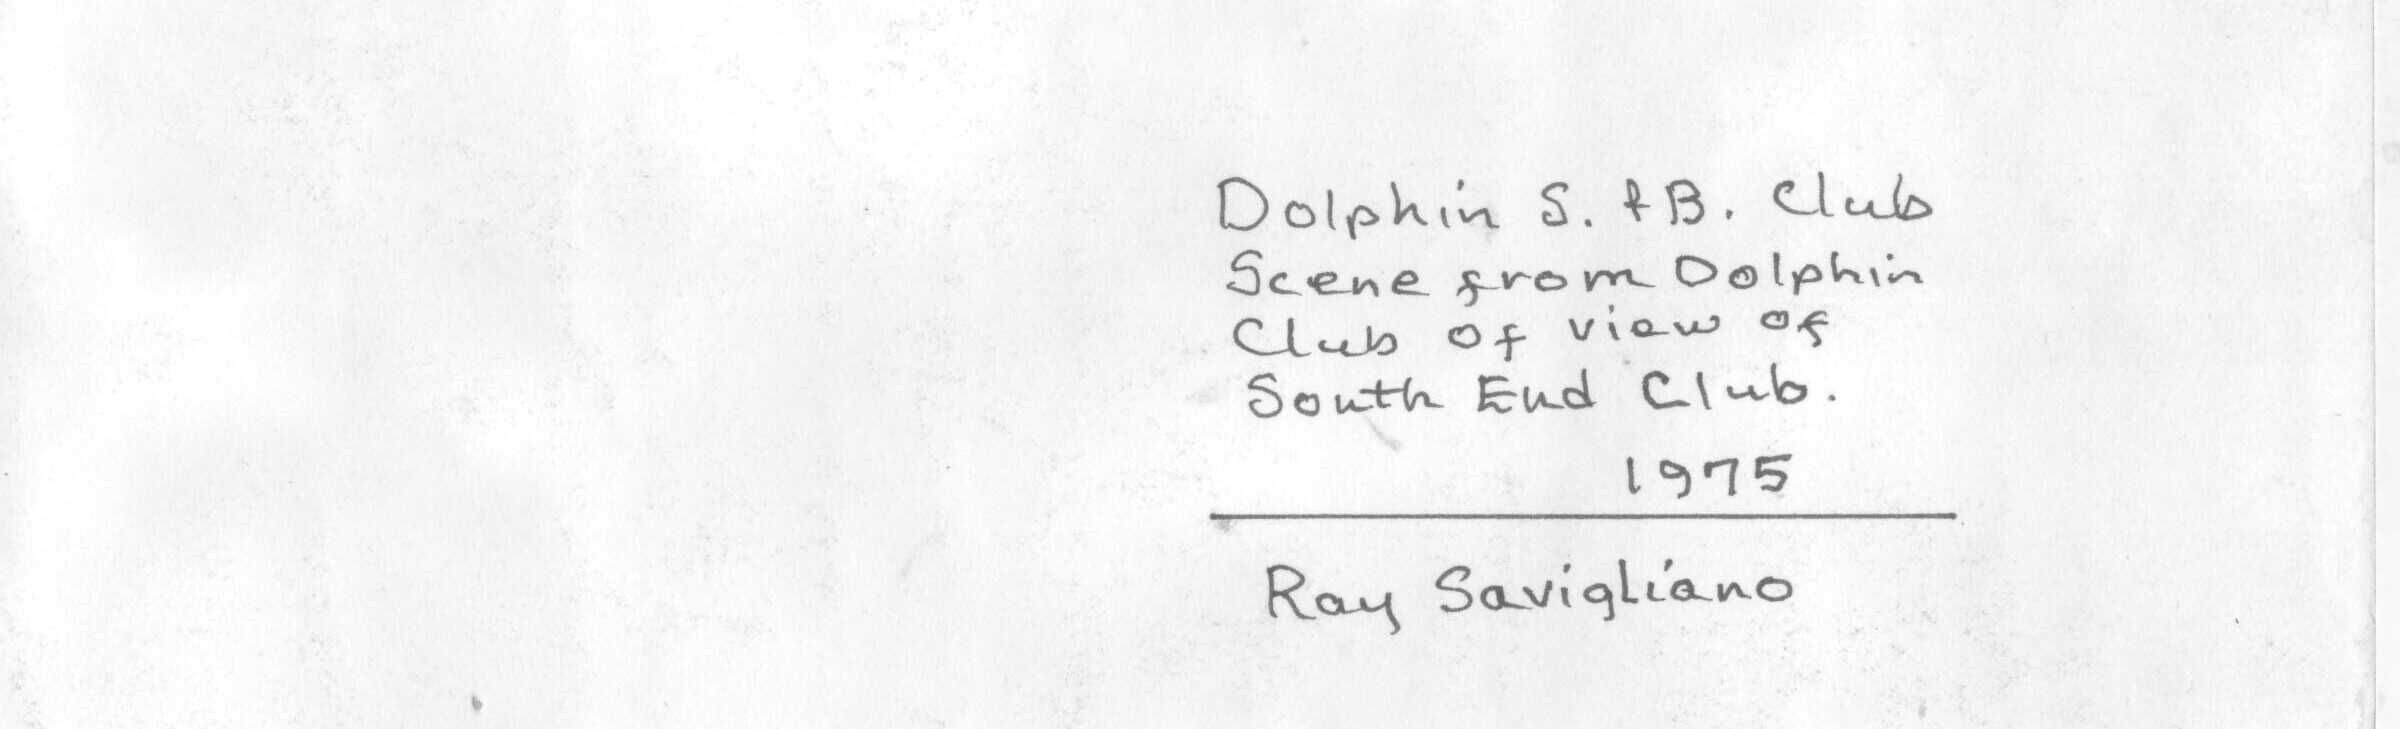 Dolphin S. & B. Club
Scene from Dolphin
Club of view of
South End Club.
1975
Ray Savigliano